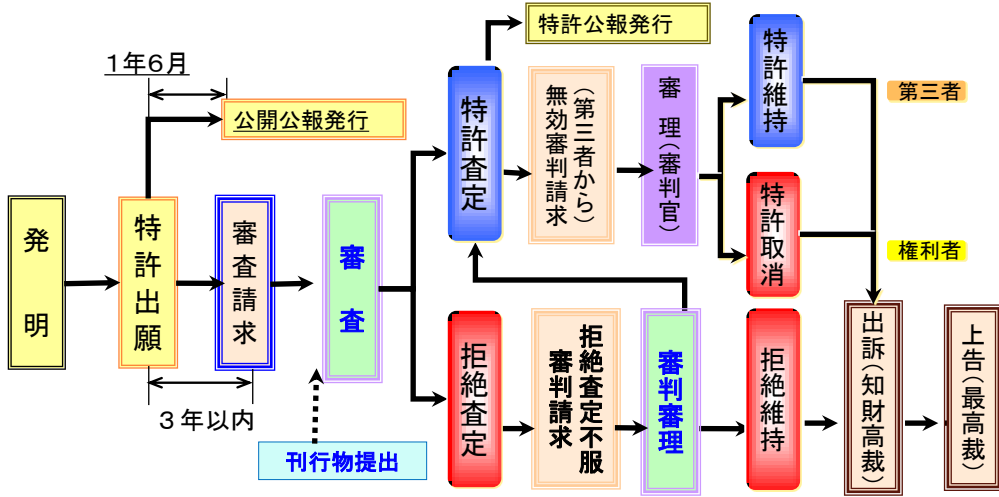 発明
特許出願
1年6月
公開公報発行
審査請求
３年以内
審査
刊行物提出
特許査定
特許公報発行
無効審判請求
（第三者から）
審理（審判官）
特許維持
特許取消
第三者
権利者
拒絶査定
拒絶査定不服
審判請求
審判審理
拒絶維持
出訴（知財高裁）
上告（最高裁）